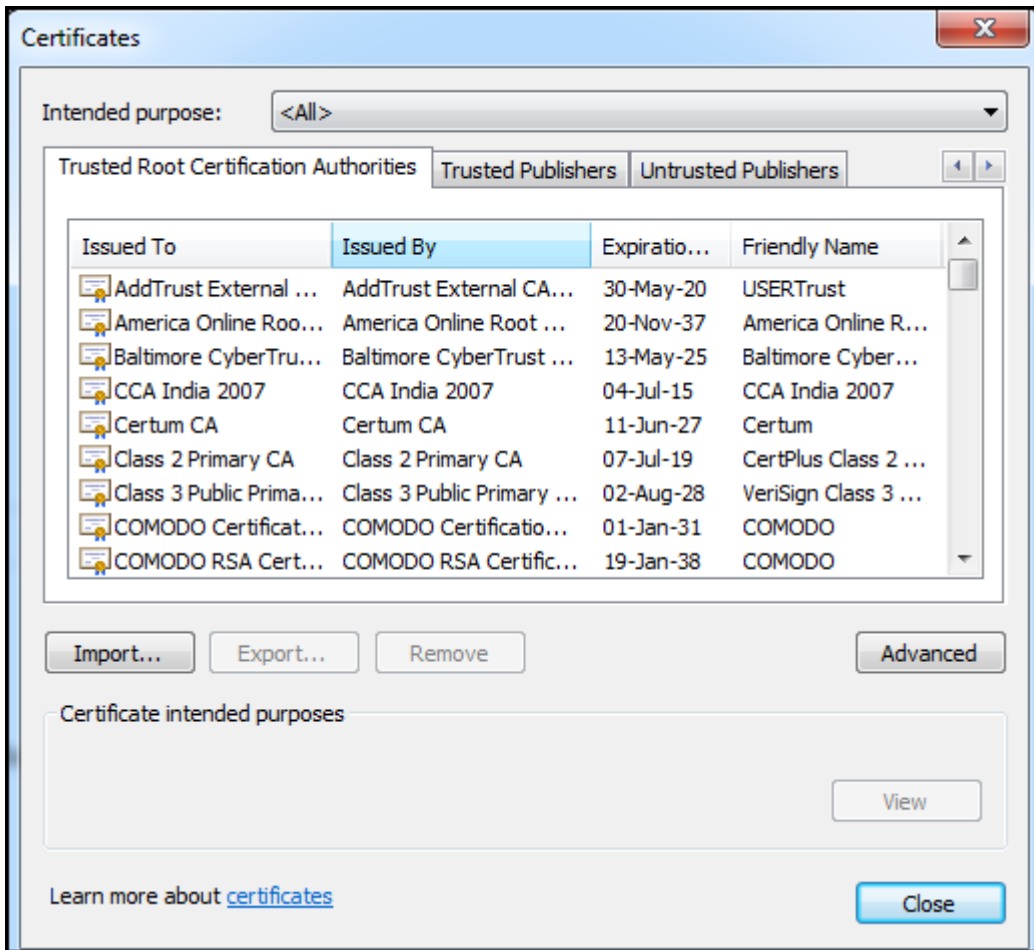 Certificates
Intended purpose: <All>
Trusted Root Certification Authorities Trusted Publishers Untrusted Publishers
Issued To Issued By Expiratio... Friendly Name
AddTrust External ... AddTrust External CA... 30-May-20 USERTrust
America Online Roo... America Online Root ... 20-Nov-37 America Online R...
Baltimore CyberTru... Baltimore CyberTrust ... 13-May-25 Baltimore Cyber...
CCA India 2007 CCA India 2007 04-Jul-15 CCA India 2007
Certum CA Certum CA 11-Jun-27 Certum
Class 2 Primary CA Class 2 Primary CA 07-Jul-19 CertPlus Class 2 ...
Class 3 Public Prima... Class 3 Public Primary ... 02-Aug-28 VeriSign Class 3 ...
COMODO Certificat... COMODO Certificatio... 01-Jan-31 COMODO
COMODO RSA Cert... COMODO RSA Certific... 19-Jan-38 COMODO
Import... Export... Remove Advanced
Certificate intended purposes
View
Learn more about certificates
Close